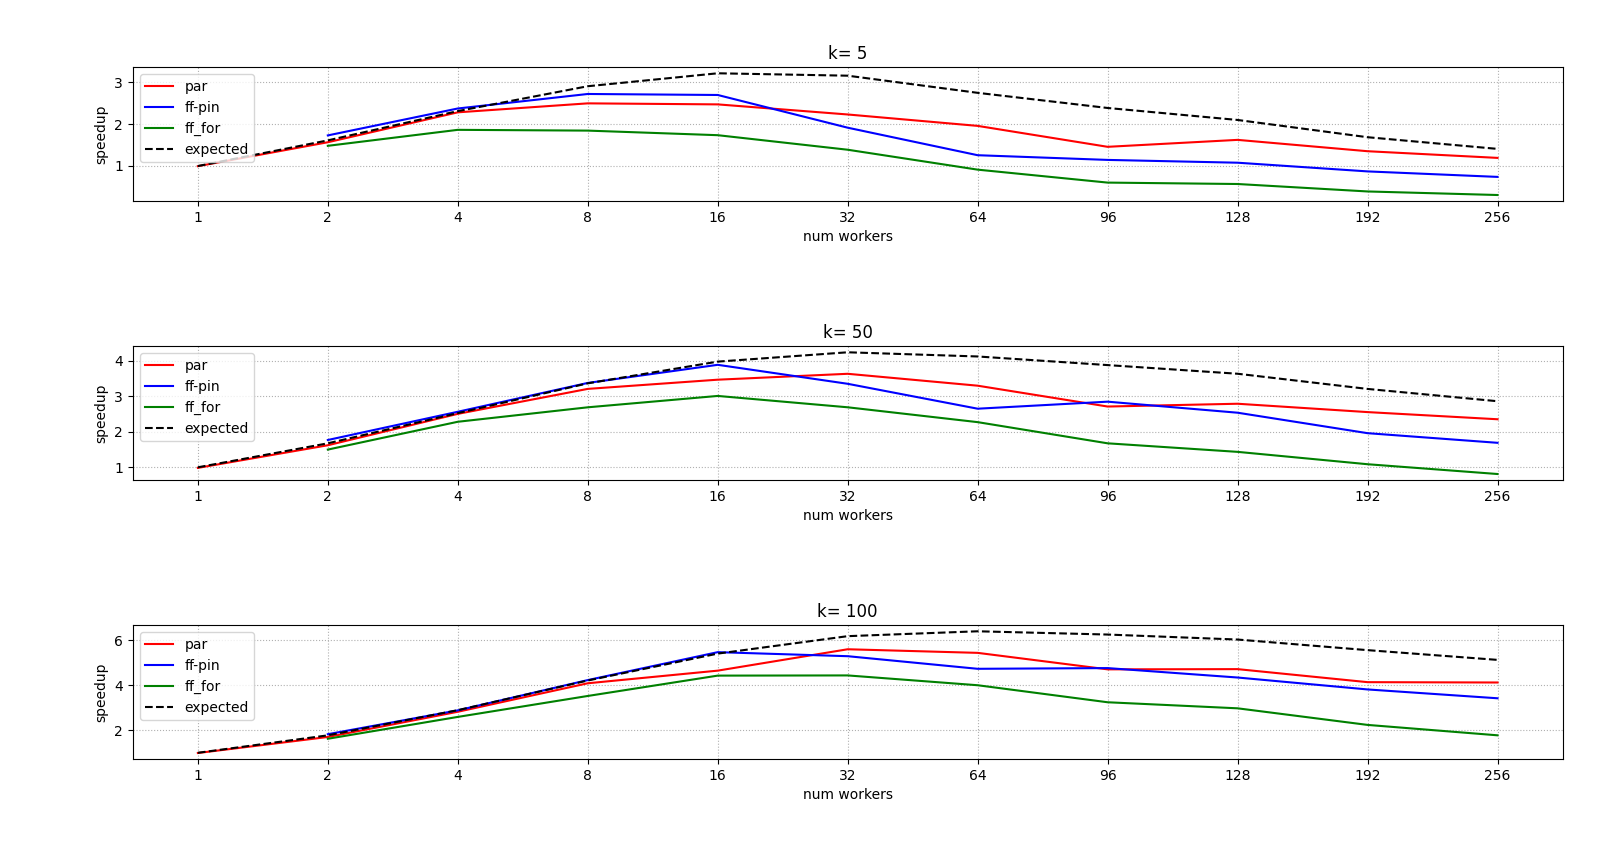 k= 5
speedup
3
2
1
par
ff-pin
ff_for
expected
1 2 4 8 16 32 64 96 128 192 256
num workers
k= 50
speedup
4
3
2
1
par
ff-pin
ff_for
expected
1 2 4 8 16 32 64 96 128 192 256
num workers
k= 100
speedup
6
4
2
par
ff-pin
ff_for
expected
1 2 4 8 16 32 64 96 128 192 256
num workers